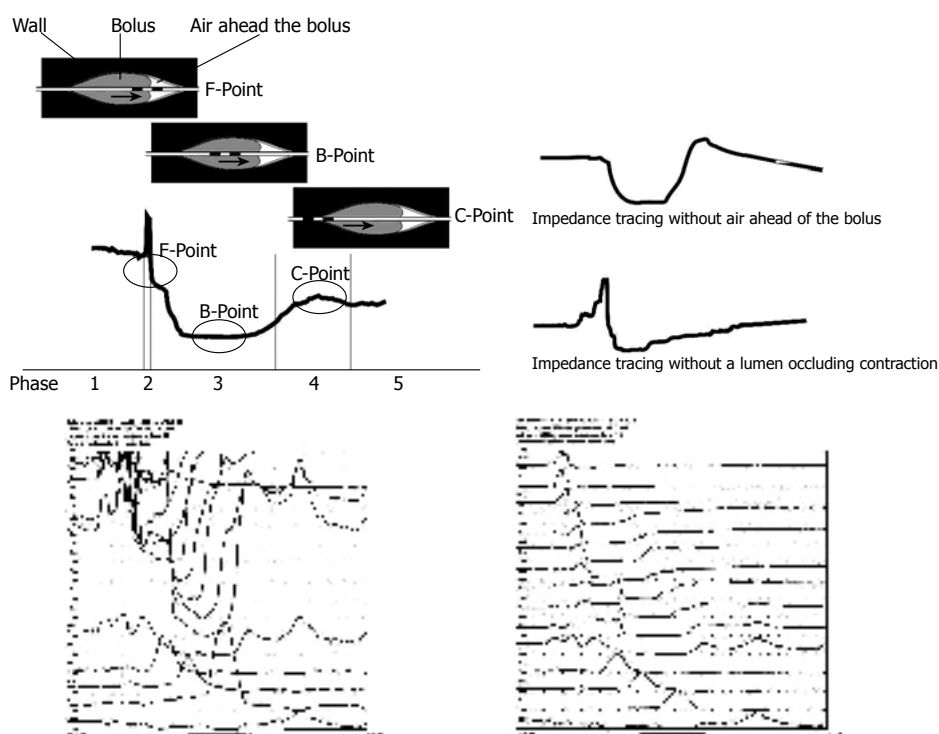 Wall Bolus Air ahead the bolus
F-Point
B-Point
C-Point
F-Point
C-Point
B-Point
Phase 1 2 3 4 5
Impedance tracing without air ahead of the bolus
Impedance tracing without a lumen occluding contraction